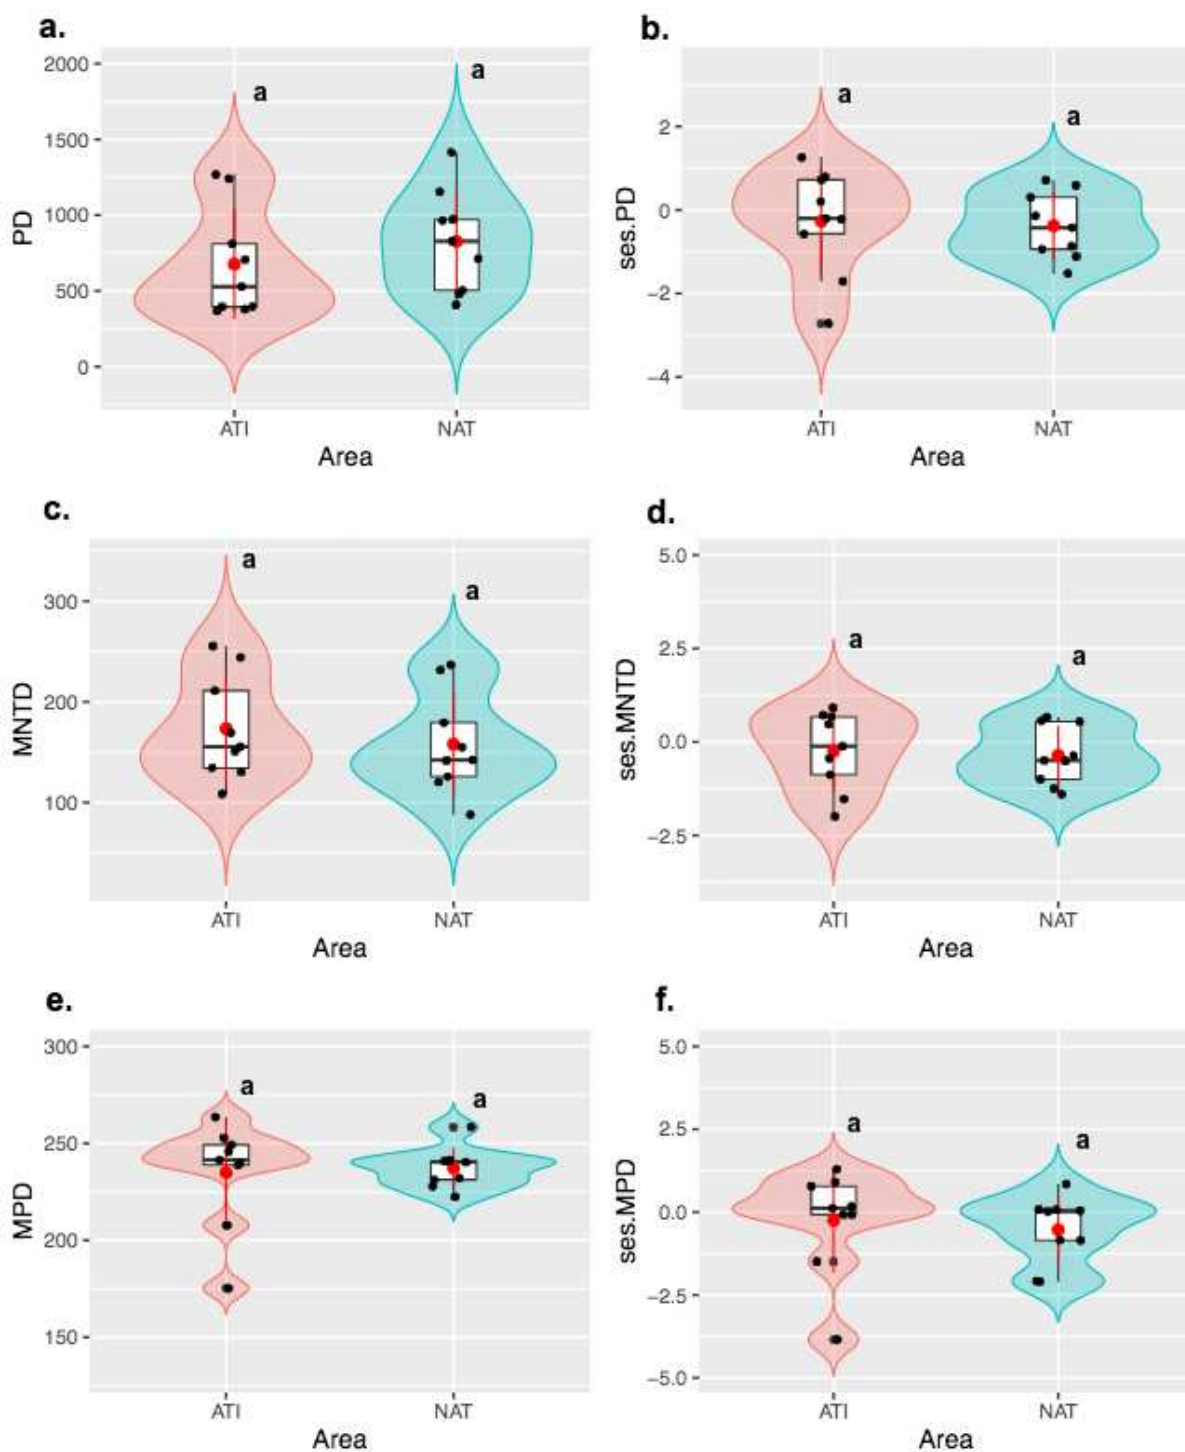 a.
b.
2000
1500
1000
500
0
PD
a
a
ATI
NAT
Area
2
0
−2
−4
ses.PD
a
a
ATI
NAT
Area
c.
d.
300
200
100
MNTD
a
a
ATI
NAT
Area
5.0
2.5
0.0
−2.5
ses.MNTD
a
a
ATI
NAT
Area
e.
f.
300
250
200
150
MPD
a
a
ATI
NAT
Area
5.0
2.5
0.0
−2.5
−5.0
ses.MPD
a
a
ATI
NAT
Area